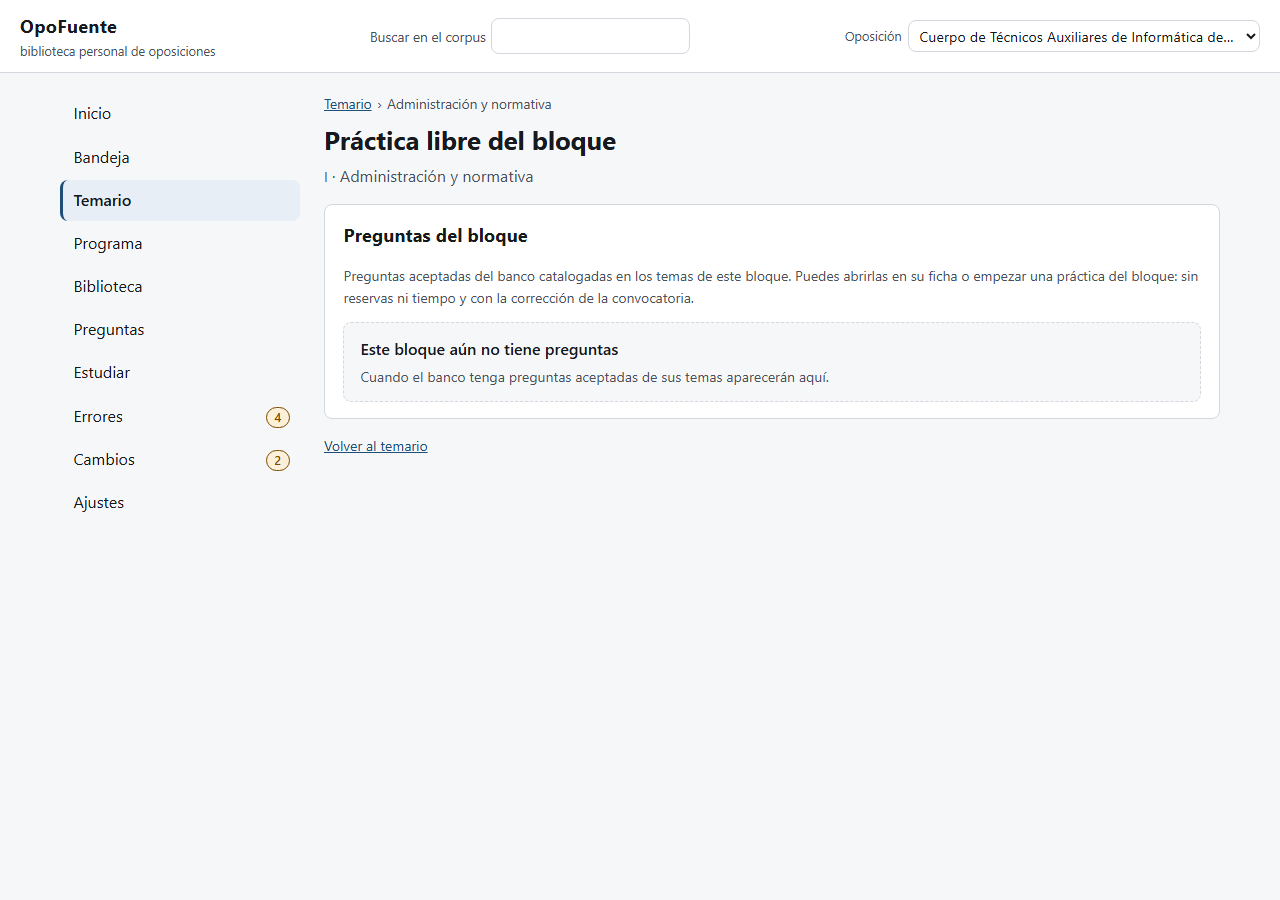 OpoFuente
biblioteca personal de oposiciones
Buscar en el corpus
Oposición
Cuerpo de Técnicos Auxiliares de Informática de...
Inicio
Bandeja
Temario
Programa
Biblioteca
Preguntas
Estudiar
Errores 4
Cambios 2
Ajustes
Temario › Administración y normativa
Práctica libre del bloque
I · Administración y normativa
Preguntas del bloque
Preguntas aceptadas del banco catalogadas en los temas de este bloque. Puedes abrirlas en su ficha o empezar una práctica del bloque: sin
reservas ni tiempo y con la corrección de la convocatoria.
Este bloque aún no tiene preguntas
Cuando el banco tenga preguntas aceptadas de sus temas aparecerán aquí.
Volver al temario